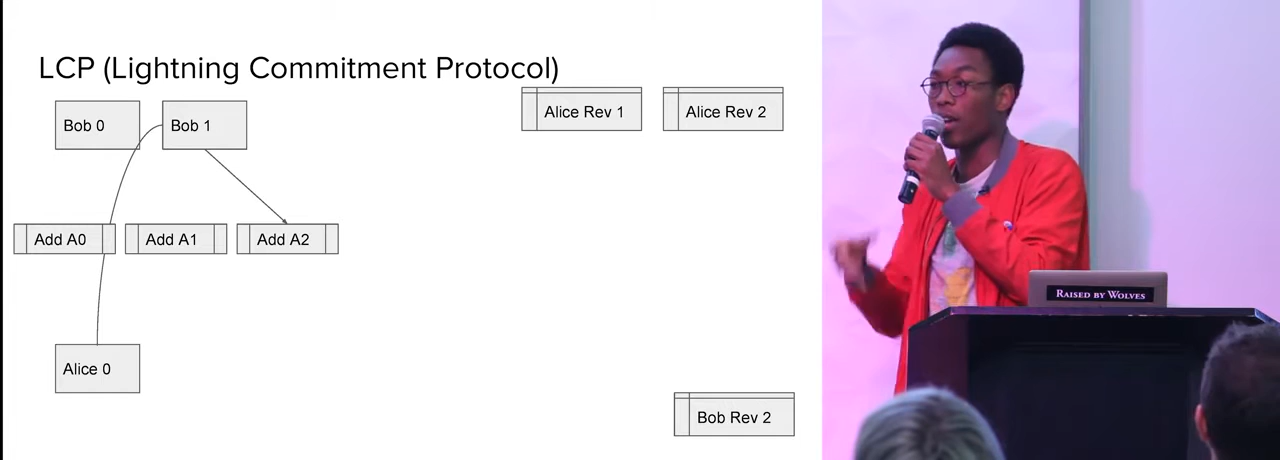 LCP (Lightning Commitment Protocol)
Bob 0
Bob 1
Alice Rev 1
Alice Rev 2
Add A0
Add A1
Add A2
Alice 0
Bob Rev 2
RAISED BY WOLVES